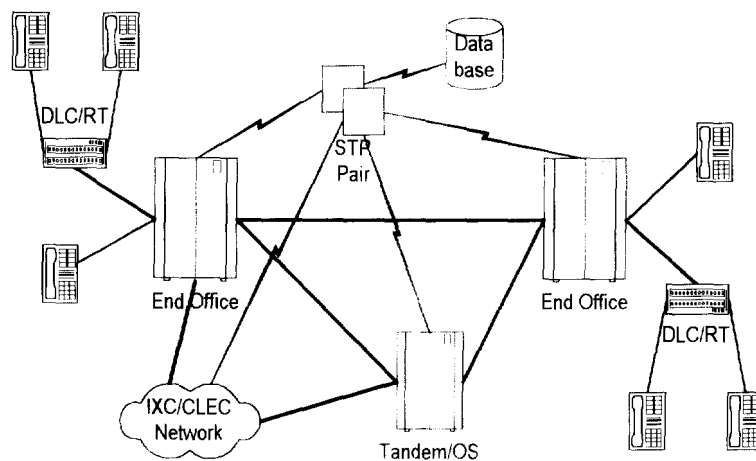 Data
base
DLC/RT
STP
Pair
End Office
End Office
DLC/RT
IXC/CLEC
Network
Tandem/OS